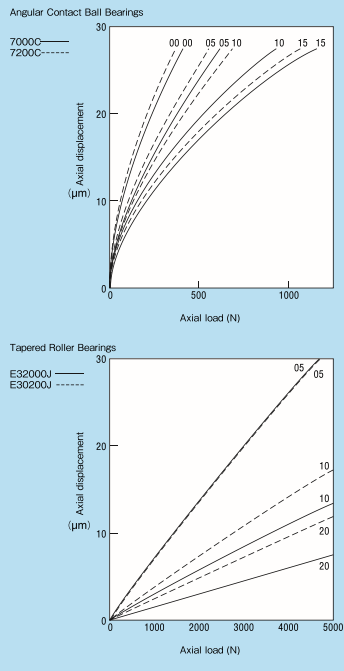 Angular Contact Ball Bearings
7000C
7200C
30
00 00 05 05 10 10 15 15
20
Axial displacement
(μm)
10
0
0 500 1000
Axial load (N)
Tapered Roller Bearings
E32000J
E30200J
30
05
05
20
Axial displacement
10
10
(μm)
10
20
20
0
0 1000 2000 3000 4000 5000
Axial load (N)